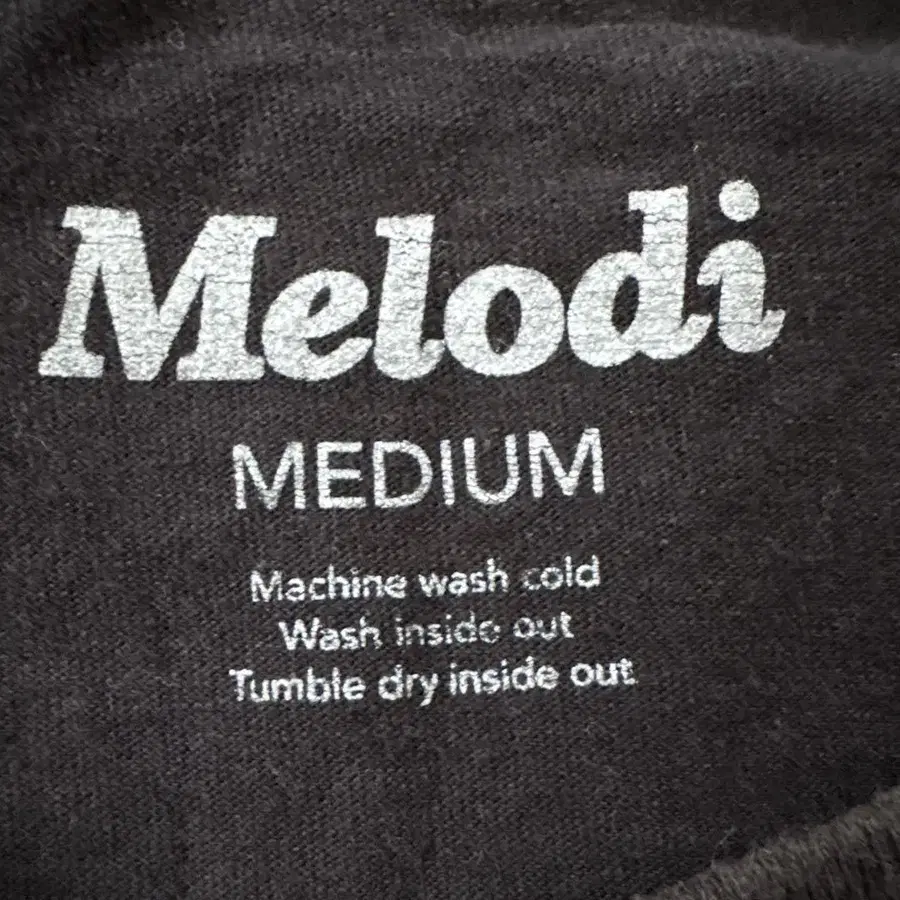 Melodi
MEDIUM
Machine wash cold
Wash inside out
Tumble dry inside out